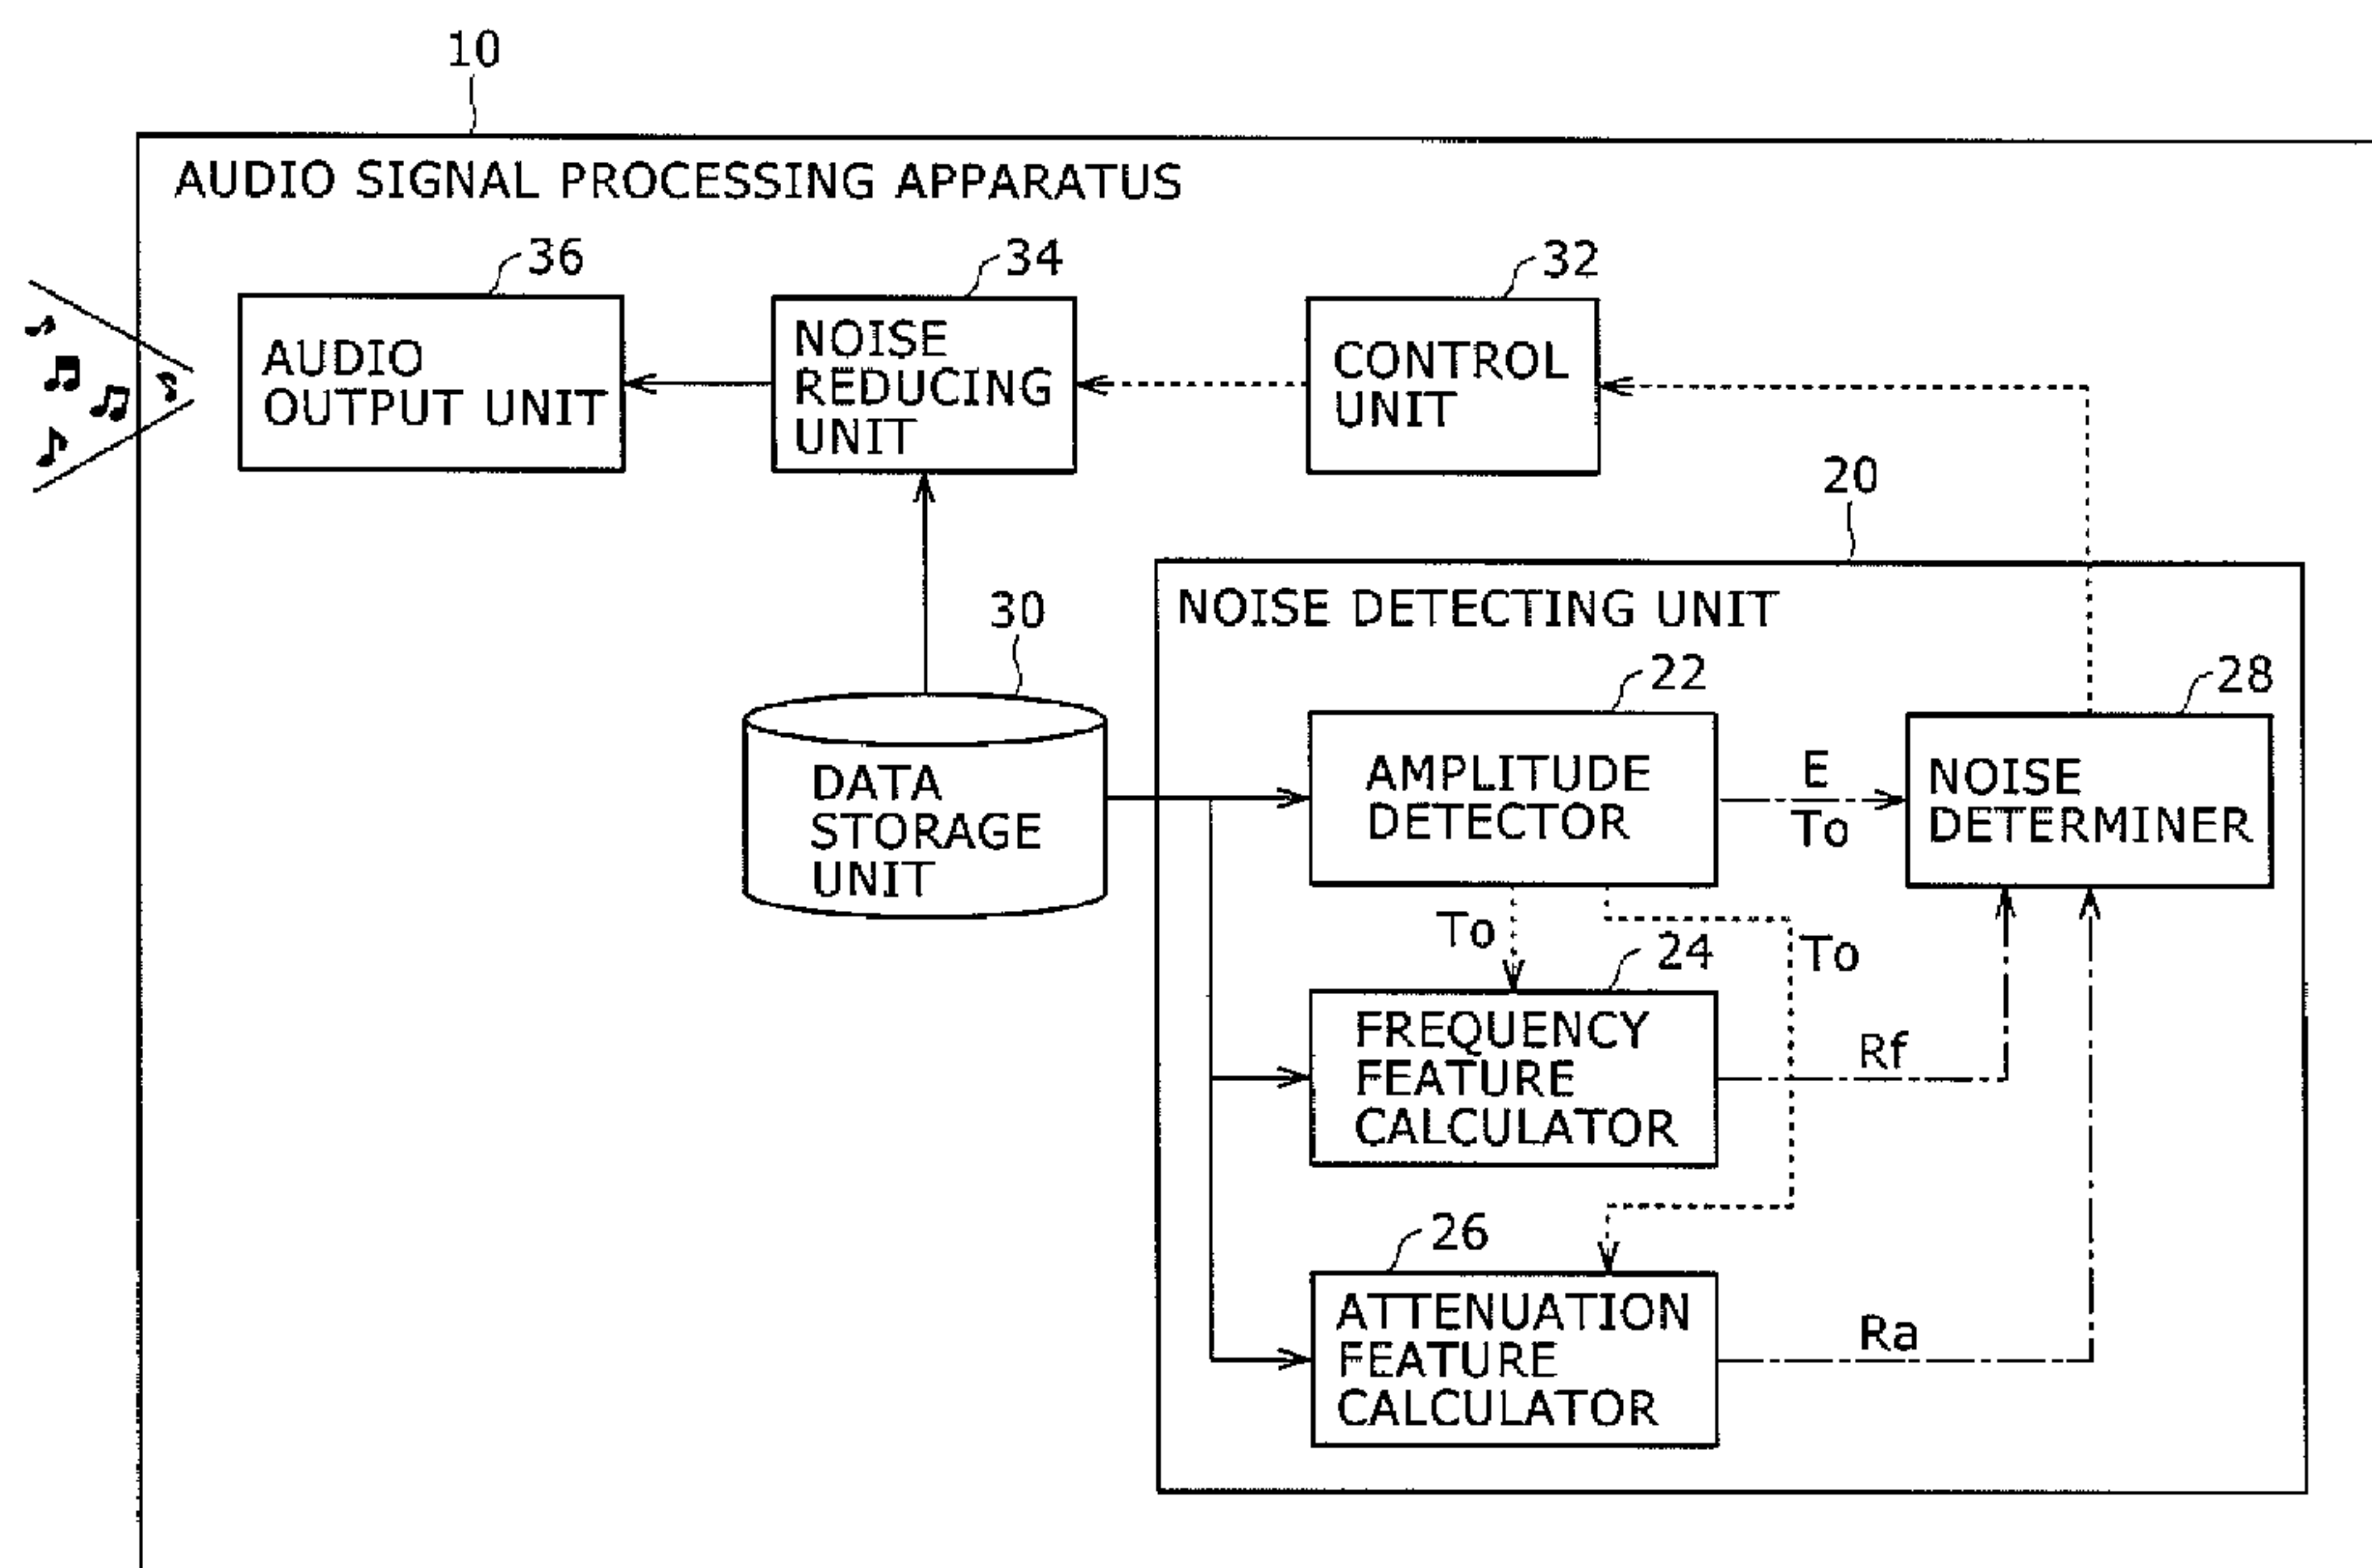 10
AUDIO SIGNAL PROCESSING APPARATUS
36
34
32
AUDIO
OUTPUT UNIT
NOISE
REDUCING
UNIT
CONTROL
UNIT
20
NOISE DETECTING UNIT
30
DATA
STORAGE
UNIT
22
AMPLITUDE
DETECTOR
E
To
28
NOISE
DETERMINER
To
To
24
FREQUENCY
FEATURE
CALCULATOR
Rf
26
ATTENUATION
FEATURE
CALCULATOR
Ra